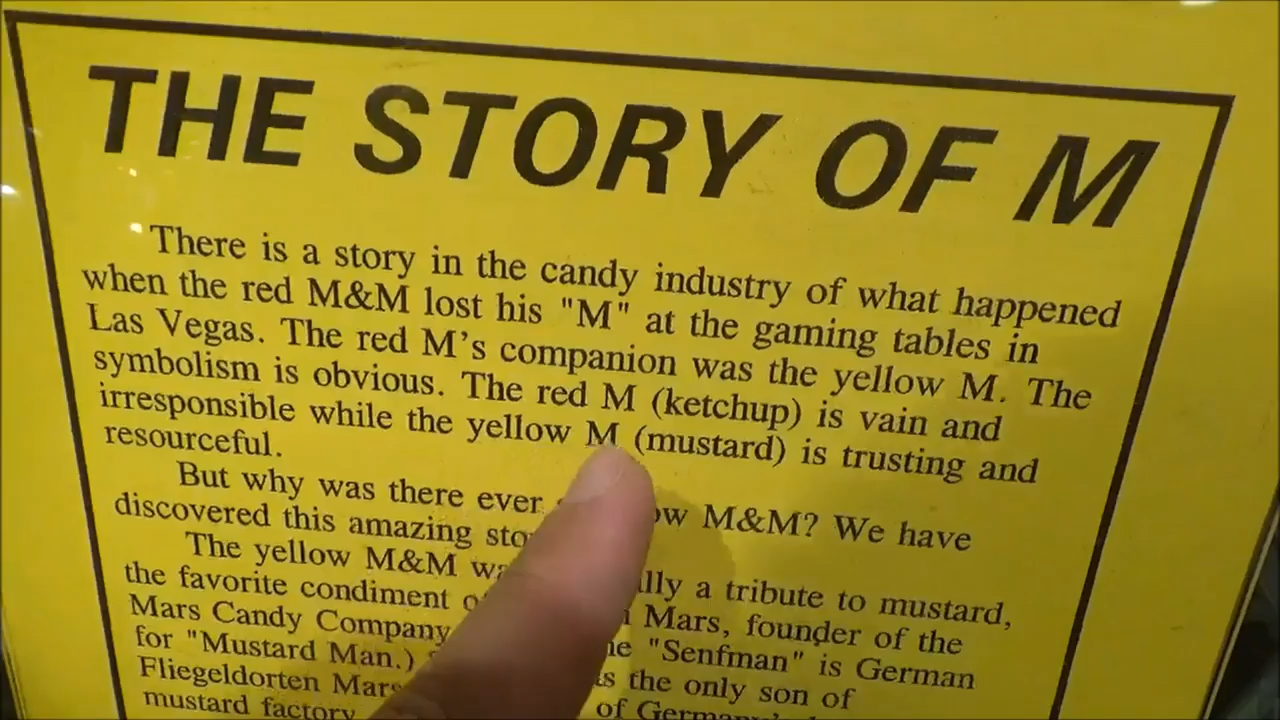 THE STORY OF M
There is a story in the candy industry of what happened
when the red M&M lost his "M" at the gaming tables in
Las Vegas. The red M's companion was the yellow M. The
symbolism is obvious. The red M (ketchup) is vain and
irresponsible while the yellow M (mustard) is trusting and
resourceful.
But why was there ever M&M? We have
discovered this amazing
The yellow M&M a tribute to mustard,
the favorite condiment Mars, founder of the
Mars Candy Company "Senfman" is German
for "Mustard Man.) the only son of
Fliegeldorten Mars of Germany's
mustard factory